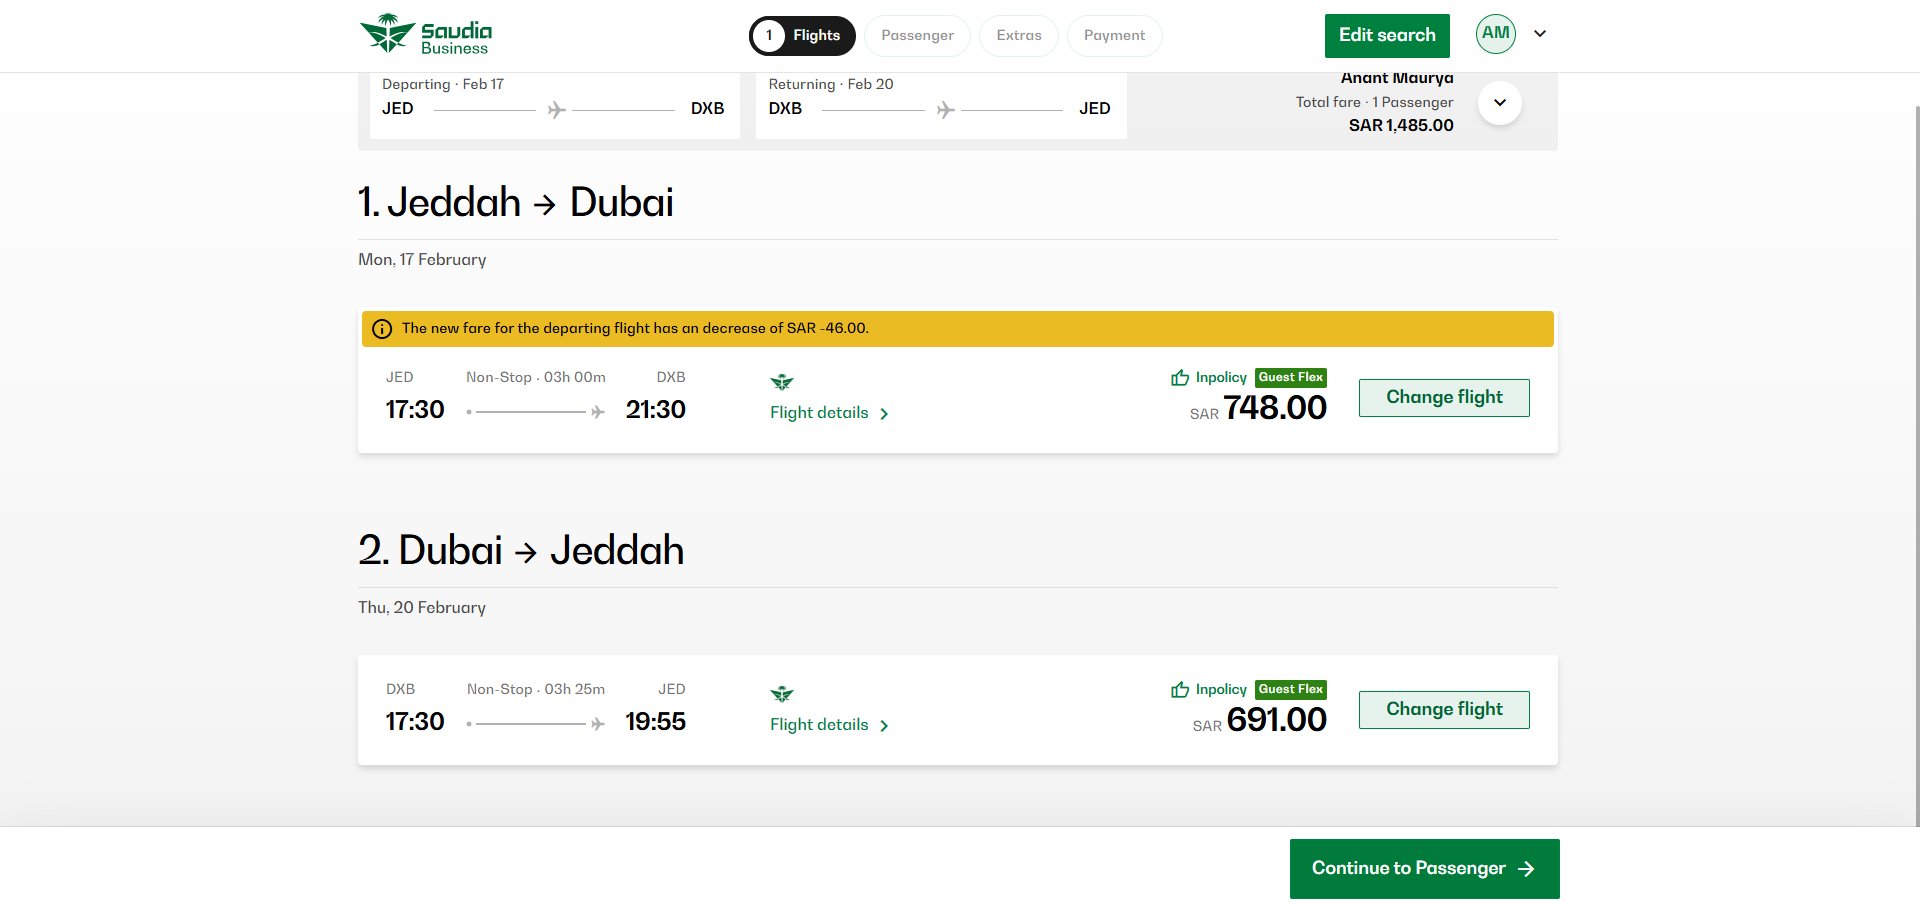 Saudia
Business
1 Flights
Passenger
Extras
Payment
Edit search
AM
Departing · Feb 17
JED DXB
Returning · Feb 20
DXB JED
Anant Maurya
Total fare · 1 Passenger
SAR 1,485.00
1. Jeddah → Dubai
Mon, 17 February
The new fare for the departing flight has an decrease of SAR -46.00.
JED Non-Stop · 03h 00m DXB
17:30 21:30
Flight details
Inpolicy Guest Flex
SAR 748.00
Change flight
2. Dubai → Jeddah
Thu, 20 February
DXB Non-Stop · 03h 25m JED
17:30 19:55
Flight details
Inpolicy Guest Flex
SAR 691.00
Change flight
Continue to Passenger →